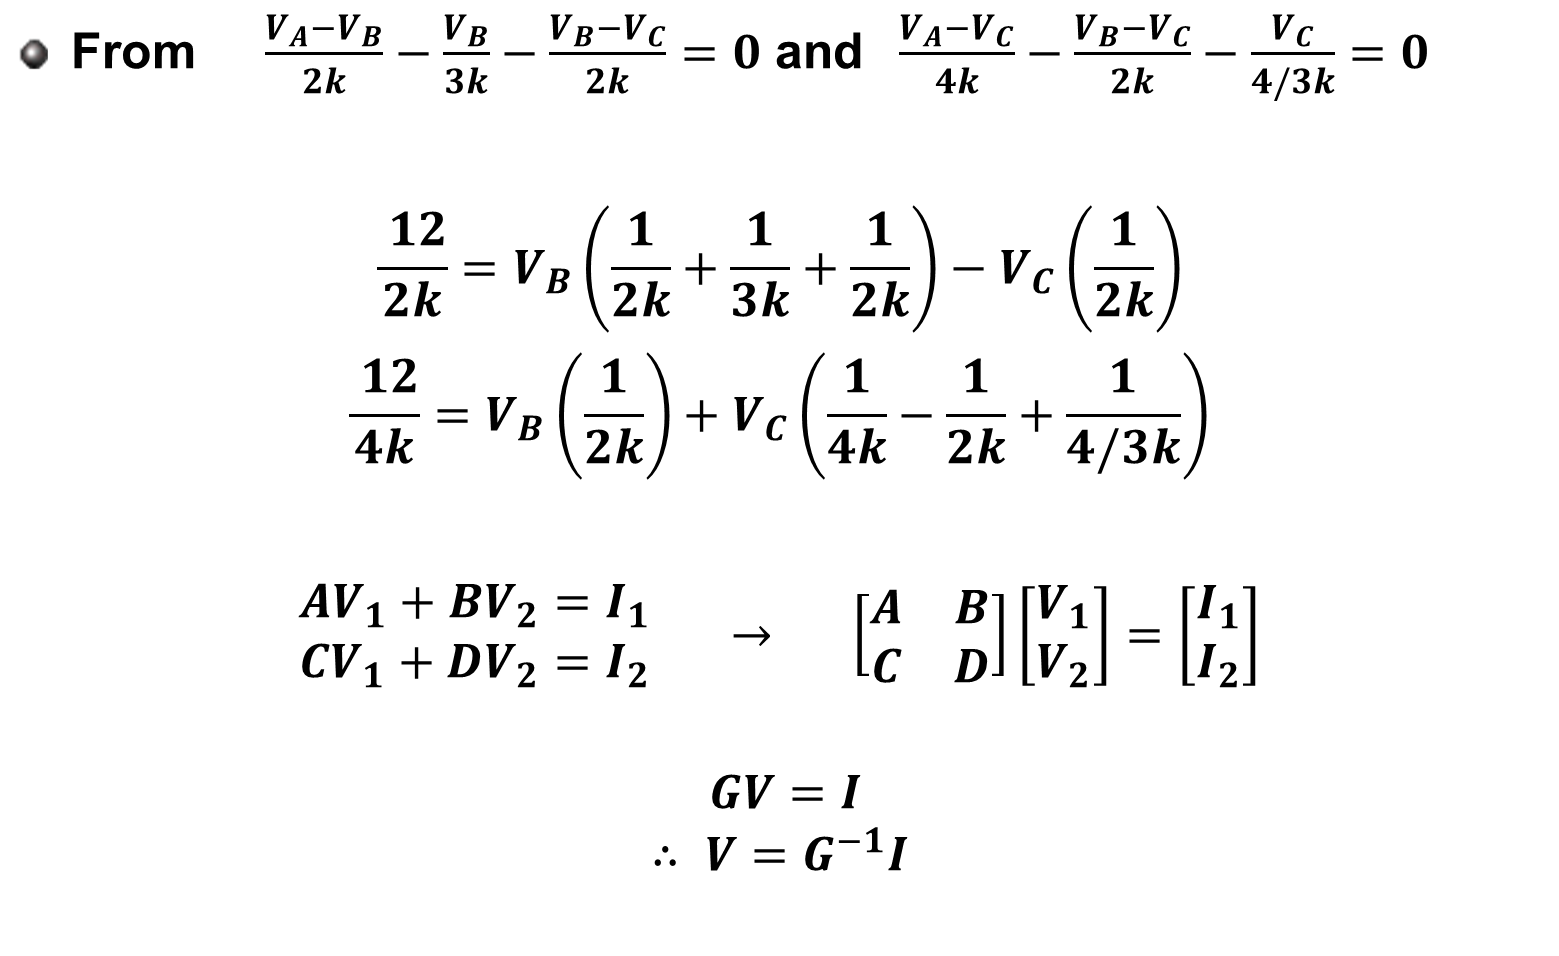 From (V_A−V_B)/2k − V_B/3k − (V_B−V_C)/2k = 0 and (V_A−V_C)/4k − (V_B−V_C)/2k − V_C/(4/3k) = 0
12/2k = V_B (1/2k + 1/3k + 1/2k) − V_C (1/2k)
12/4k = V_B (1/2k) + V_C (1/4k − 1/2k + 1/(4/3k))
AV_1 + BV_2 = I_1
CV_1 + DV_2 = I_2
→ [A B; C D] [V_1; V_2] = [I_1; I_2]
GV = I
∴ V = G^−1 I